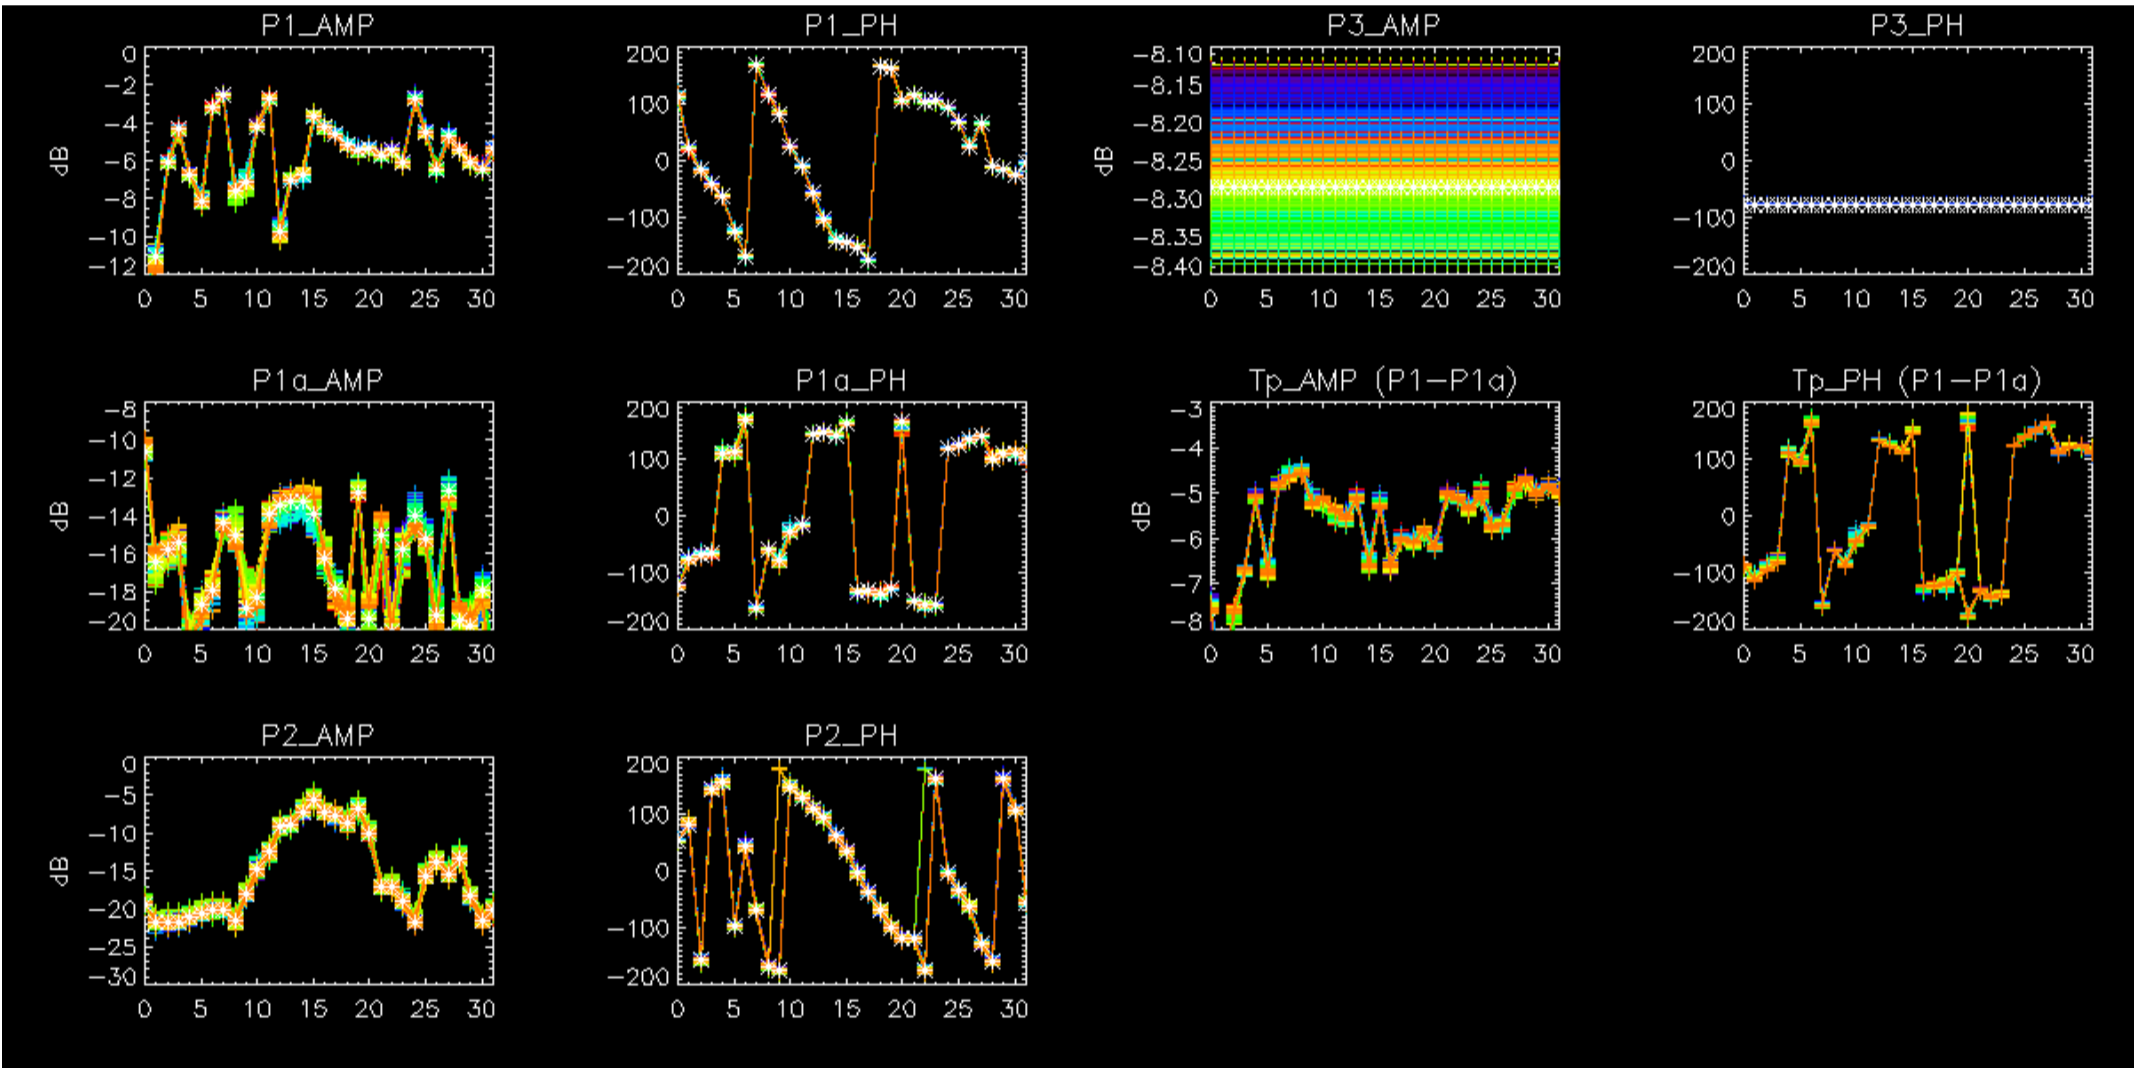 P1_AMP
dB
0
−2
−4
−6
−8
−10
−12
0 5 10 15 20 25 30
P1_PH
200
100
0
−100
−200
0 5 10 15 20 25 30
P3_AMP
dB
−8.10
−8.15
−8.20
−8.25
−8.30
−8.35
−8.40
0 5 10 15 20 25 30
P3_PH
200
100
0
−100
−200
0 5 10 15 20 25 30
P1a_AMP
dB
−8
−10
−12
−14
−16
−18
−20
0 5 10 15 20 25 30
P1a_PH
200
100
0
−100
−200
0 5 10 15 20 25 30
Tp_AMP (P1−P1a)
dB
−3
−4
−5
−6
−7
−8
0 5 10 15 20 25 30
Tp_PH (P1−P1a)
200
100
0
−100
−200
0 5 10 15 20 25 30
P2_AMP
dB
0
−5
−10
−15
−20
−25
−30
0 5 10 15 20 25 30
P2_PH
200
100
0
−100
−200
0 5 10 15 20 25 30